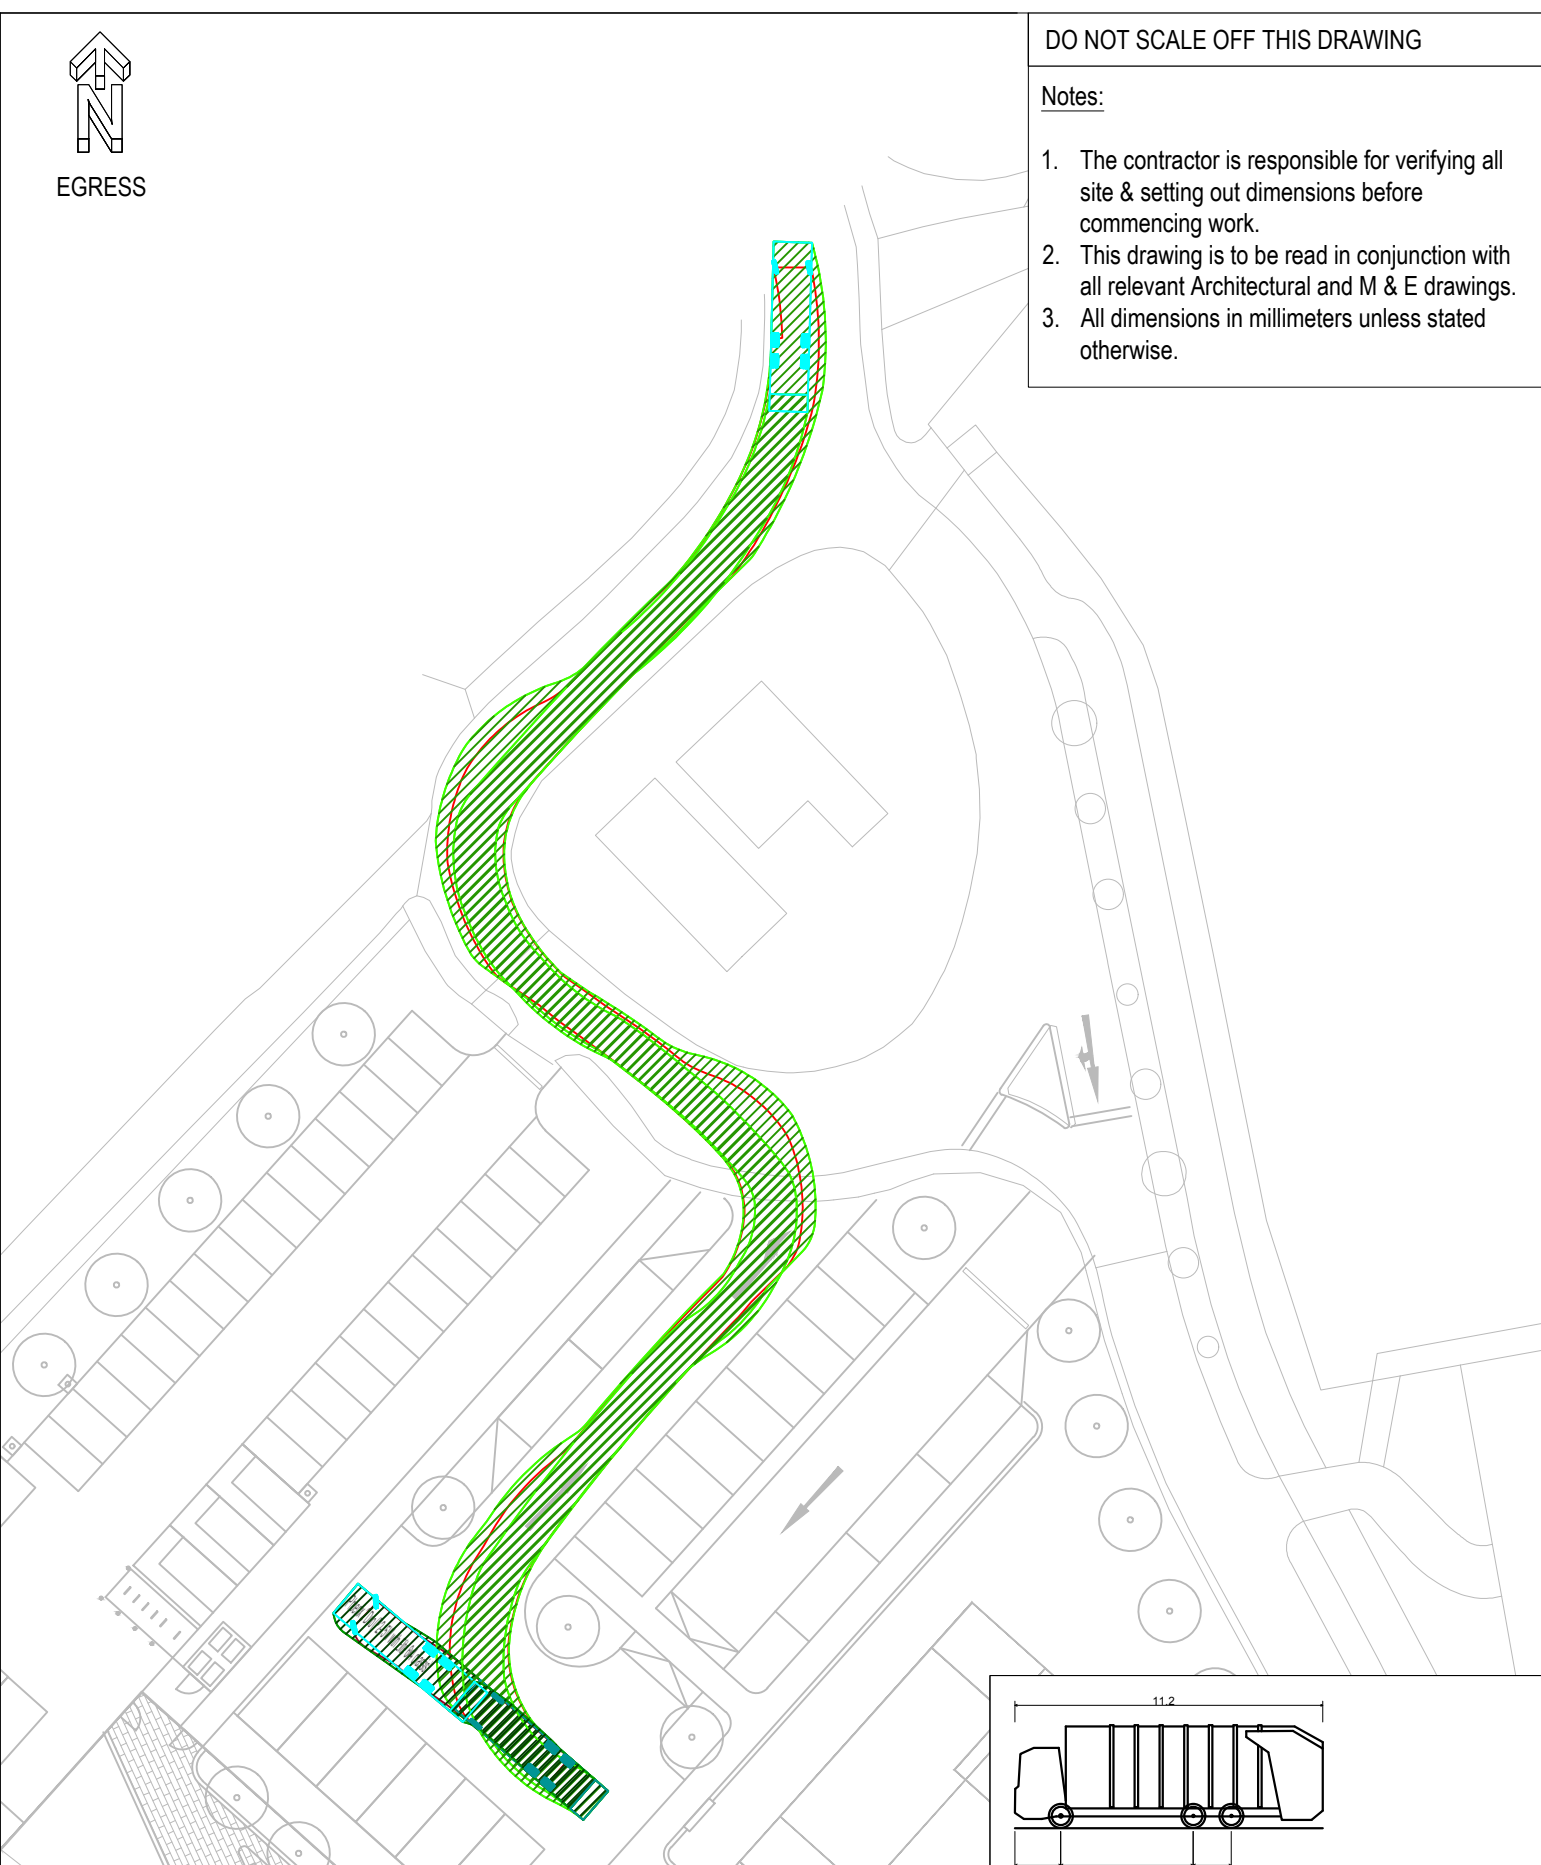 N
EGRESS
DO NOT SCALE OFF THIS DRAWING
Notes:
1. The contractor is responsible for verifying all
site & setting out dimensions before
commencing work.
2. This drawing is to be read in conjunction with
all relevant Architectural and M & E drawings.
3. All dimensions in millimeters unless stated
otherwise.
11.2